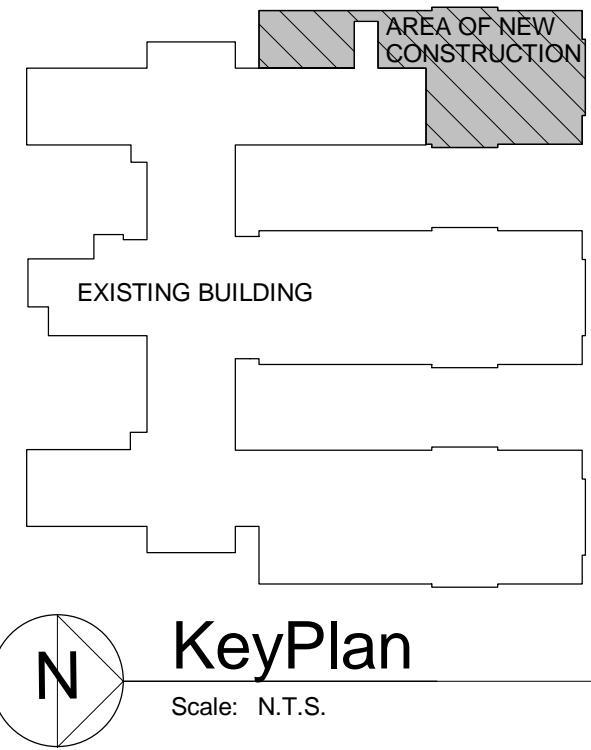 AREA OF NEW
CONSTRUCTION
EXISTING BUILDING
N
KeyPlan
Scale: N.T.S.